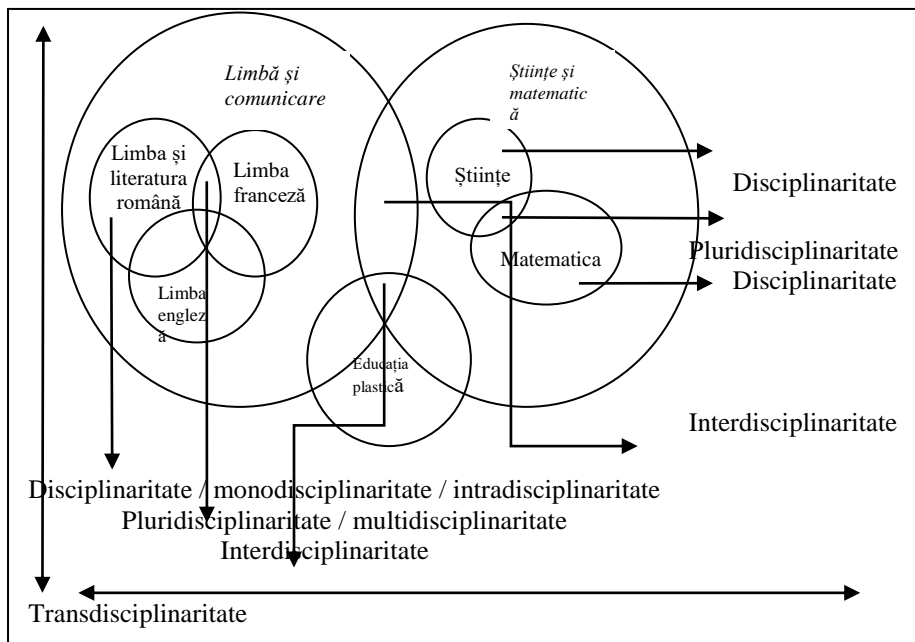 Limbă și
comunicare
Științe și
matematic
ă
Limba și
literatura
română
Limba
franceză
Limba
englez
ă
Științe
Matematica
Educația
plastică
Disciplinaritate
Pluridisciplinaritate
Disciplinaritate
Interdisciplinaritate
Disciplinaritate / monodisciplinaritate / intradisciplinaritate
Pluridisciplinaritate / multidisciplinaritate
Interdisciplinaritate
Transdisciplinaritate